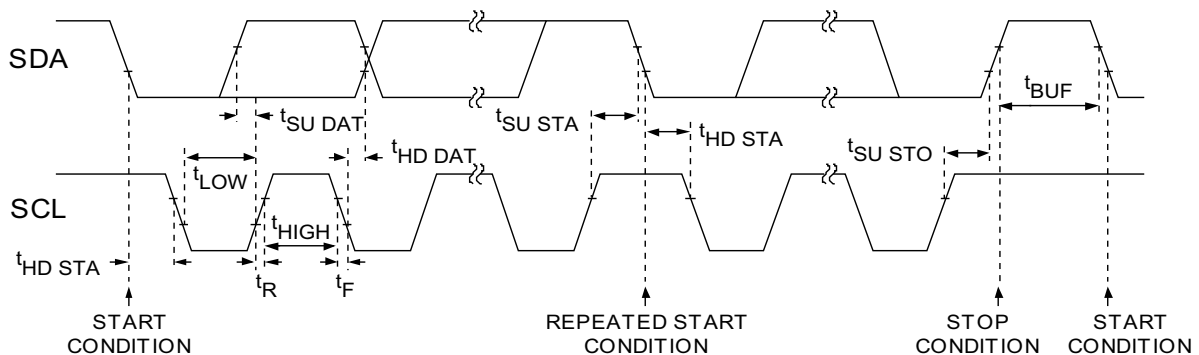 SDA
tSU DAT
tHD DAT
tSU STA
tHD STA
tSU STO
tBUF
SCL
tLOW
tHIGH
tHD STA
tR
tF
START
CONDITION
REPEATED START
CONDITION
STOP
CONDITION
START
CONDITION